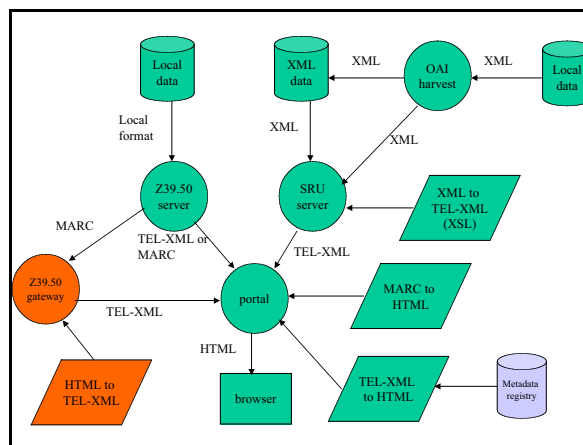 Local
data
XML
data
XML
OAI
harvest
XML
Local
data
Local
format
XML
XML
Z39.50
server
SRU
server
XML to
TEL-XML
(XSL)
MARC
TEL-XML or
MARC
TEL-XML
Z39.50
gateway
TEL-XML
portal
MARC to
HTML
HTML
HTML to
TEL-XML
browser
TEL-XML
to HTML
Metadata
registry